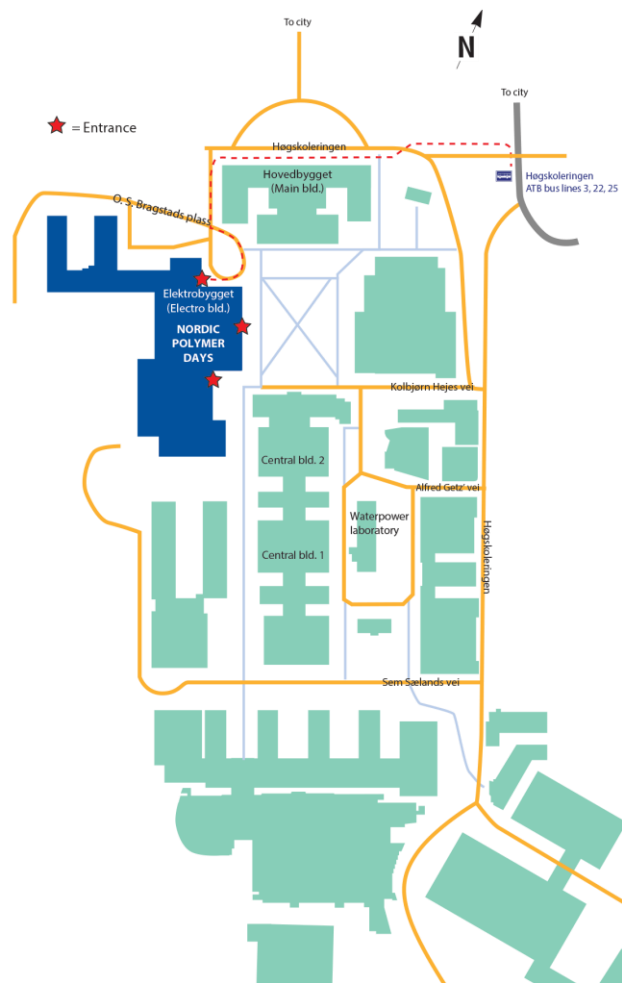 To city
N
To city
= Entrance
Høgskoleringen
Hovedbygget
(Main bld.)
Høgskoleringen
ATB bus lines 3, 22, 25
O. S. Bragstads plass
Elektrobygget
(Electro bld.)
NORDIC
POLYMER
DAYS
Kolbjørn Hejes vei
Central bld. 2
Alfred Getz' vei
Waterpower
laboratory
Central bld. 1
Høgskoleringen
Sem Sælands vei